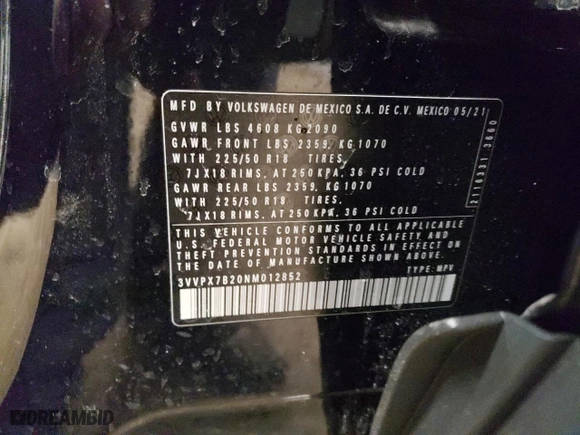 MFD BY VOLKSWAGEN DE MEXICO S.A. DE C.V. MEXICO 05/21
GVWR LBS 4608 KG 2090
GAWR FRONT LBS 2359, KG 1070
WITH 225/50 R18 TIRES,
7JX18 RIMS, AT 250 KPA, 36 PSI COLD
GAWR REAR LBS 2359, KG 1070
WITH 225/50 R18 TIRES,
7JX18 RIMS, AT 250 KPA, 36 PSI COLD
THIS VEHICLE CONFORMS TO ALL APPLICABLE
U.S. FEDERAL MOTOR VEHICLE SAFETY AND
THEFT PREVENTION STANDARDS IN EFFECT ON
THE DATE OF MANUFACTURE SHOWN ABOVE.
3VVPX7B20NM012852 TYPE: MPV
2116331 3660
DREAMBID